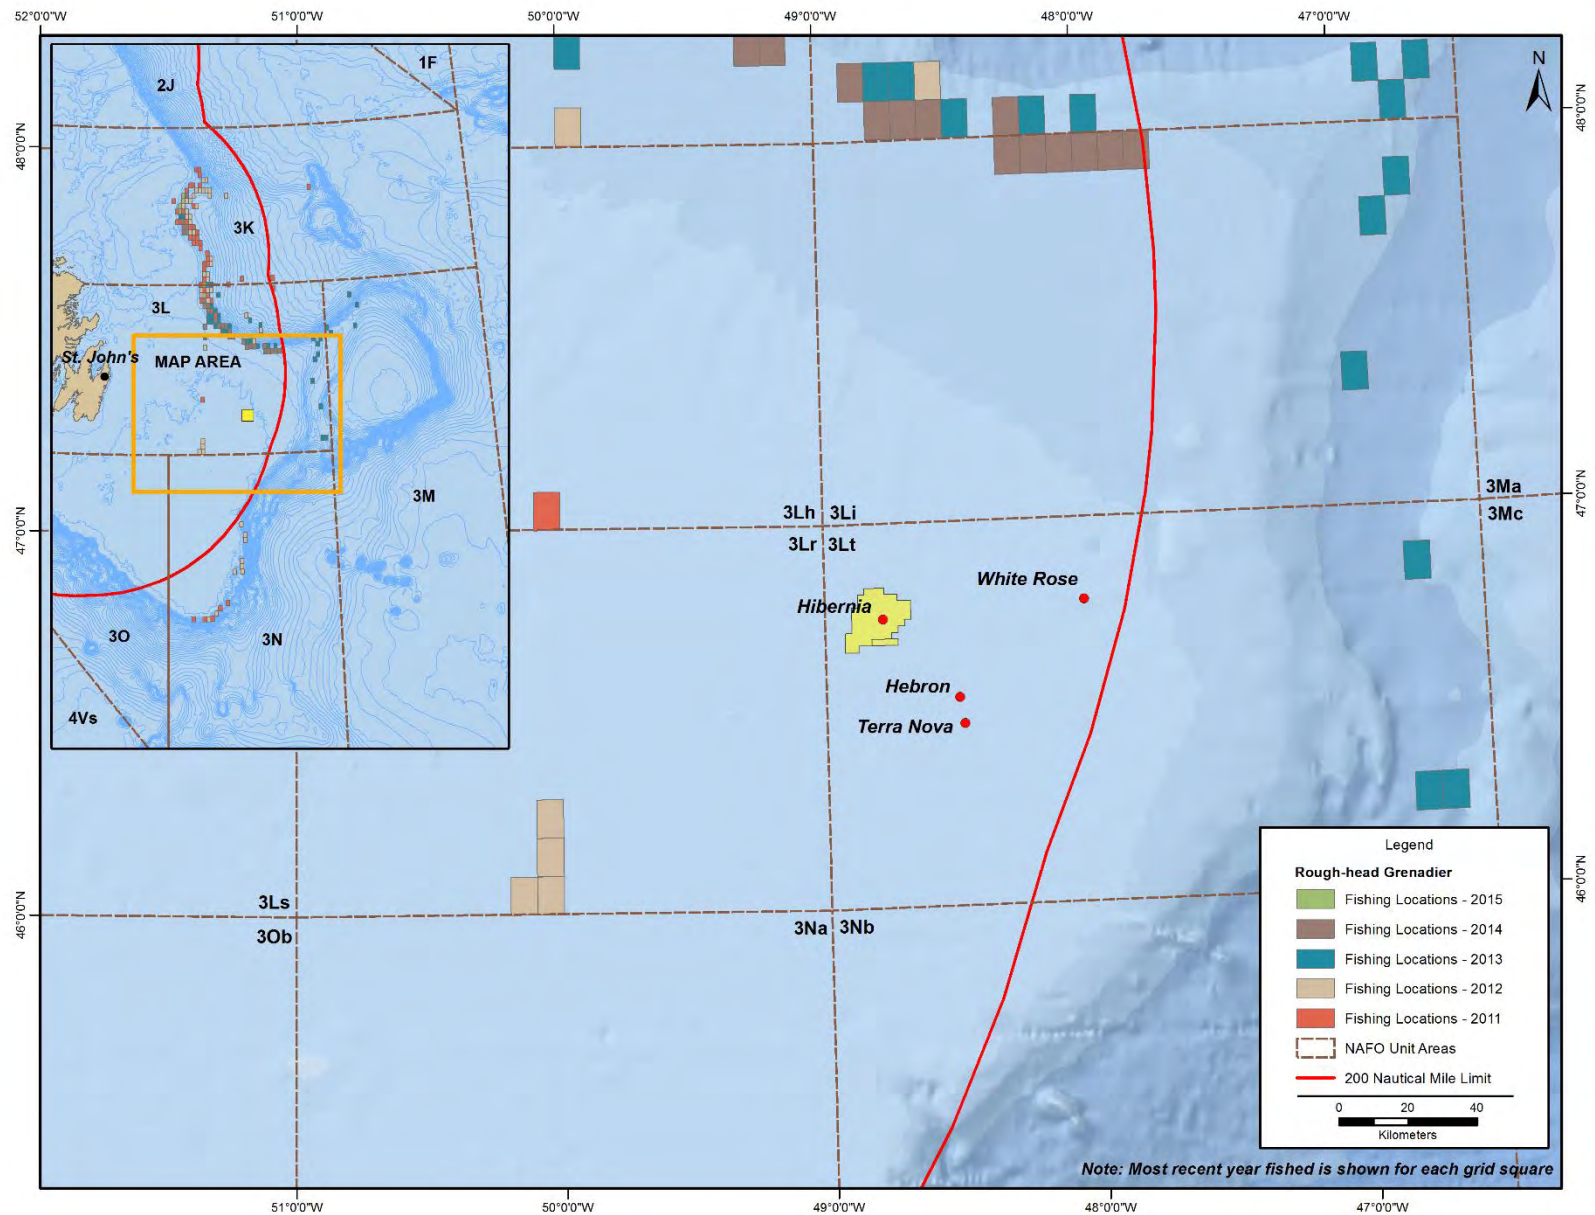 52°0'0"W 51°0'0"W 50°0'0"W 49°0'0"W 48°0'0"W 47°0'0"W
1F
2J
N
48°0'0"N
48°0'0"N
3K
3L
St. John's
MAP AREA
3M
3O
3N
4Vs
47°0'0"N
47°0'0"N
3Lh 3Li
3Lr 3Lt
3Ma
3Mc
White Rose
Hibernia
Hebron
Terra Nova
3Ls
3Ob
3Na 3Nb
46°0'0"N
46°0'0"N
Legend
Rough-head Grenadier
Fishing Locations - 2015
Fishing Locations - 2014
Fishing Locations - 2013
Fishing Locations - 2012
Fishing Locations - 2011
NAFO Unit Areas
200 Nautical Mile Limit
0 20 40
Kilometers
Note: Most recent year fished is shown for each grid square
51°0'0"W 50°0'0"W 49°0'0"W 48°0'0"W 47°0'0"W